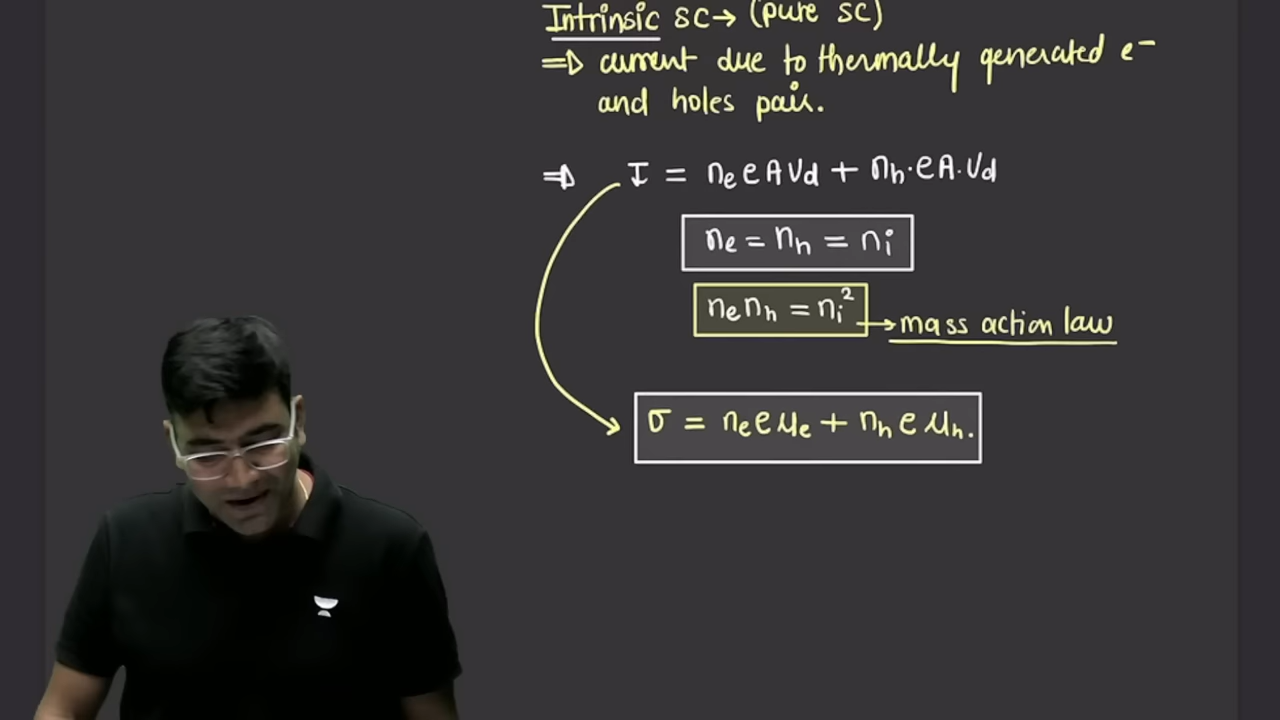 Intrinsic SC → (pure SC)
⇒ current due to thermally generated e⁻
and holes pair.
⇒ I = nₑeAVd + nₕ·eA·Vd
nₑ = nₕ = nᵢ
nₑnₕ = nᵢ² → mass action law
σ = nₑeμₑ + nₕeμₕ.